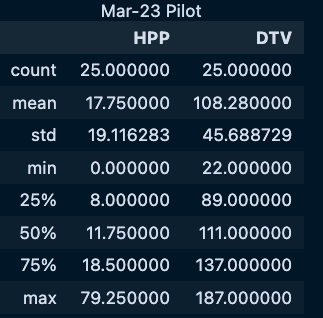 Mar-23 Pilot
HPP DTV
count 25.000000 25.000000
mean 17.750000 108.280000
std 19.116283 45.688729
min 0.000000 22.000000
25% 8.000000 89.000000
50% 11.750000 111.000000
75% 18.500000 137.000000
max 79.250000 187.000000